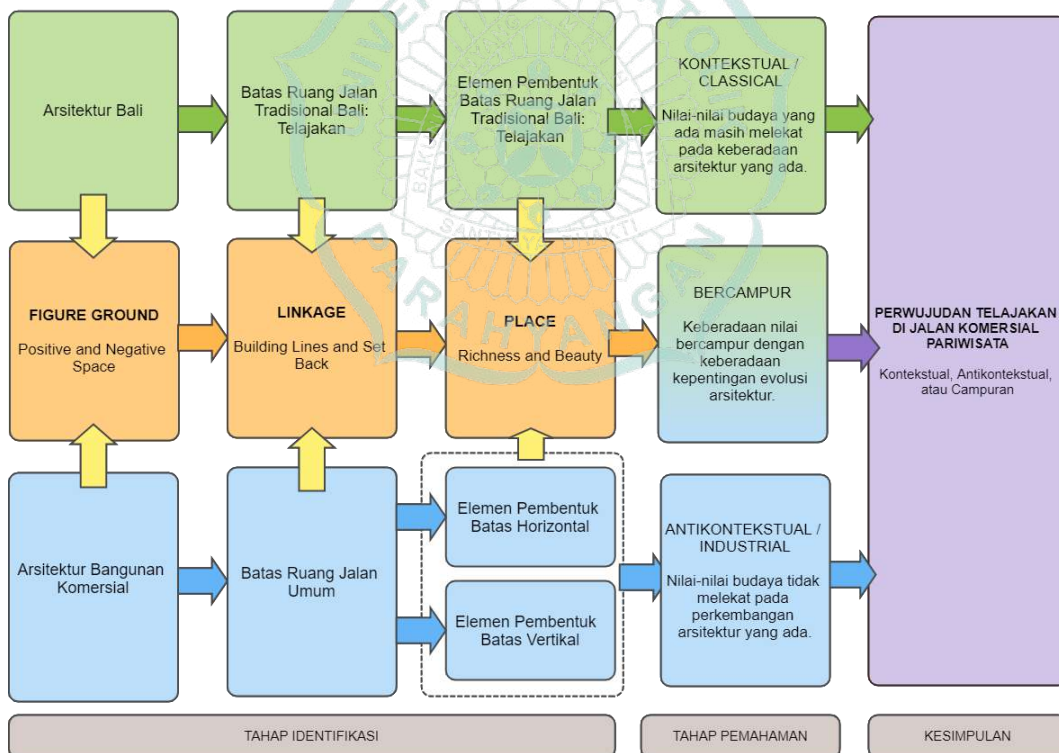 Arsitektur Bali
Batas Ruang Jalan
Tradisional Bali:
Telajakan
Elemen Pembentuk
Batas Ruang Jalan
Tradisional Bali:
Telajakan
KONTEKSTUAL /
CLASSICAL
Nilai-nilai budaya yang
ada masih melekat
pada keberadaan
arsitektur yang ada.
FIGURE GROUND
Positive and Negative
Space
LINKAGE
Building Lines and Set
Back
PLACE
Richness and Beauty
BERCAMPUR
Keberadaan nilai
bercampur dengan
keberadaan
kepentingan evolusi
arsitektur.
PERWUJUDAN TELAJAKAN
DI JALAN KOMERSIAL
PARIWISATA
Kontekstual, Antikontekstual,
atau Campuran
Arsitektur Bangunan
Komersial
Batas Ruang Jalan
Umum
Elemen Pembentuk
Batas Horizontal
Elemen Pembentuk
Batas Vertikal
ANTIKONTEKSTUAL /
INDUSTRIAL
Nilai-nilai budaya tidak
melekat pada
perkembangan
arsitektur yang ada.
TAHAP IDENTIFIKASI
TAHAP PEMAHAMAN
KESIMPULAN
PARAHYANGAN